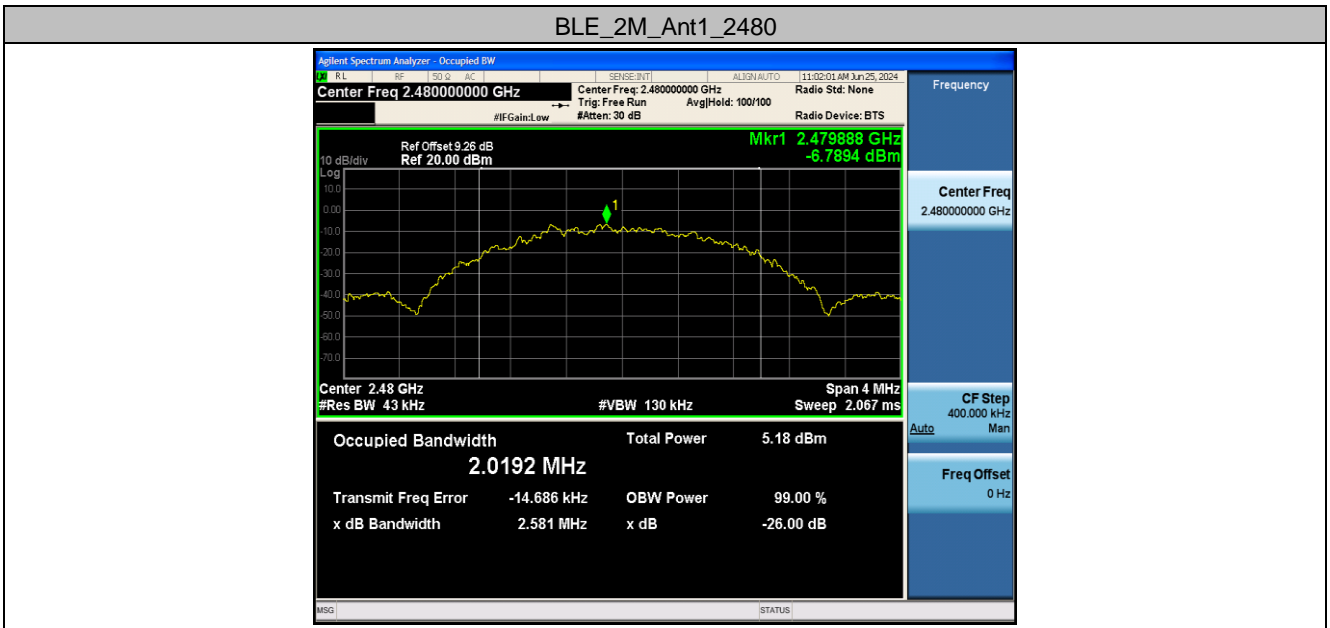 BLE_2M_Ant1_2480
Agilent Spectrum Analyzer - Occupied BW
LXI RL RF 50 Ω AC SENSE:INT ALIGN AUTO 11:02:01 AM Jun 25, 2024
Center Freq 2.480000000 GHz
Center Freq: 2.480000000 GHz Radio Std: None
Trig: Free Run Avg|Hold: 100/100
#IFGain:Low #Atten: 30 dB Radio Device: BTS
Frequency
Mkr1 2.479888 GHz
-6.7894 dBm
Ref Offset 9.26 dB
10 dB/div Ref 20.00 dBm
Log
10.0
0.00
-10.0
-20.0
-30.0
-40.0
-50.0
-60.0
-70.0
1
Center 2.48 GHz Span 4 MHz
#Res BW 43 kHz #VBW 130 kHz Sweep 2.067 ms
Center Freq
2.480000000 GHz
CF Step
400.000 kHz
Auto Man
Freq Offset
0 Hz
Occupied Bandwidth Total Power 5.18 dBm
2.0192 MHz
Transmit Freq Error -14.686 kHz OBW Power 99.00 %
x dB Bandwidth 2.581 MHz x dB -26.00 dB
MSG STATUS